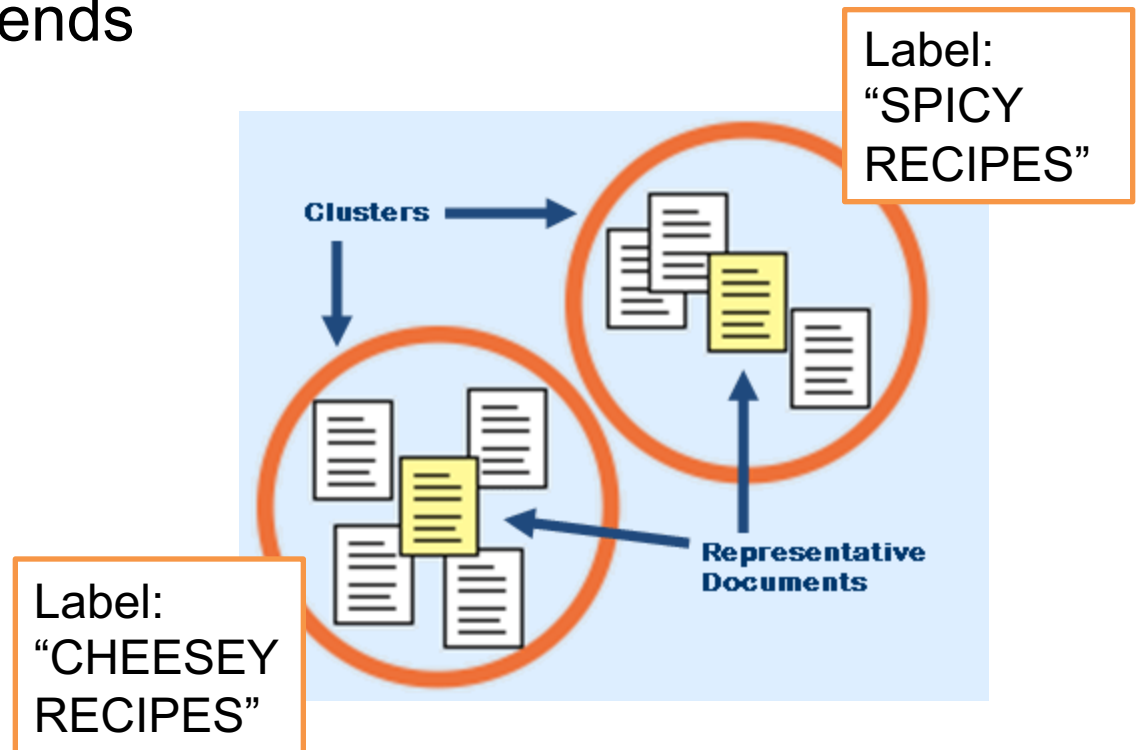 ends
Label:
“SPICY
RECIPES”
Clusters
Representative
Documents
Label:
“CHEESEY
RECIPES”